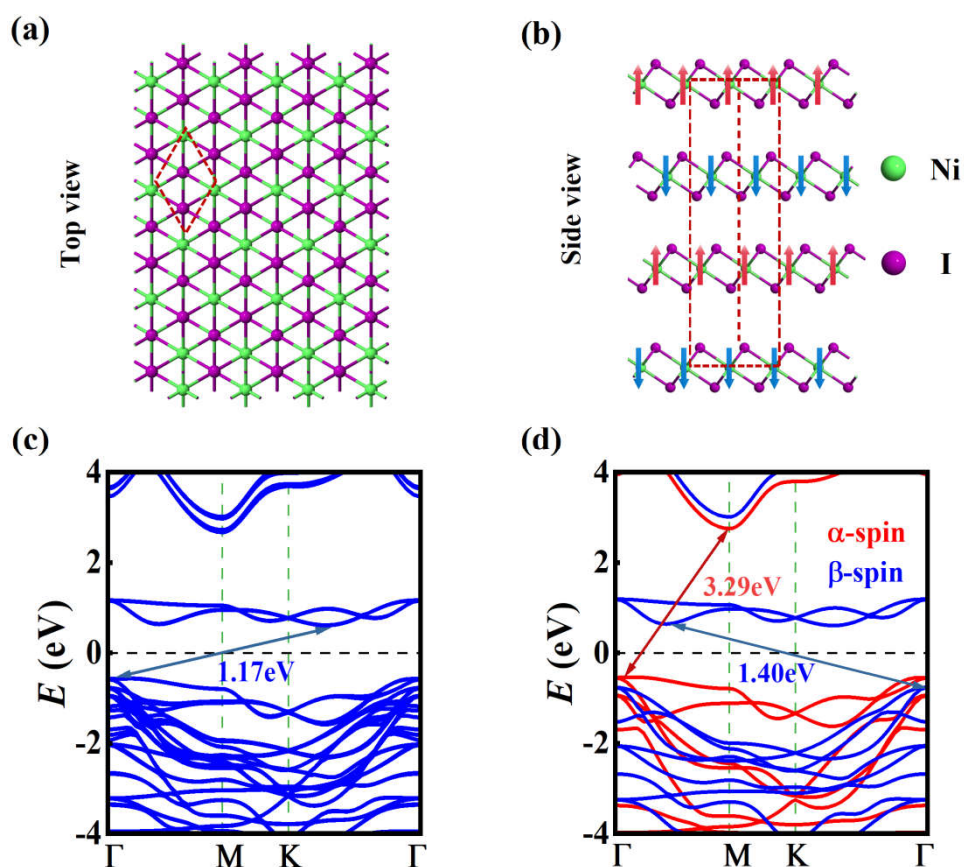 (a)
Top view
(b)
Side view
Ni
I
(c)
E (eV)
4
2
0
-2
-4
1.17eV
Γ
M
K
Γ
(d)
E (eV)
4
2
0
-2
-4
α-spin
β-spin
3.29eV
1.40eV
Γ
M
K
Γ